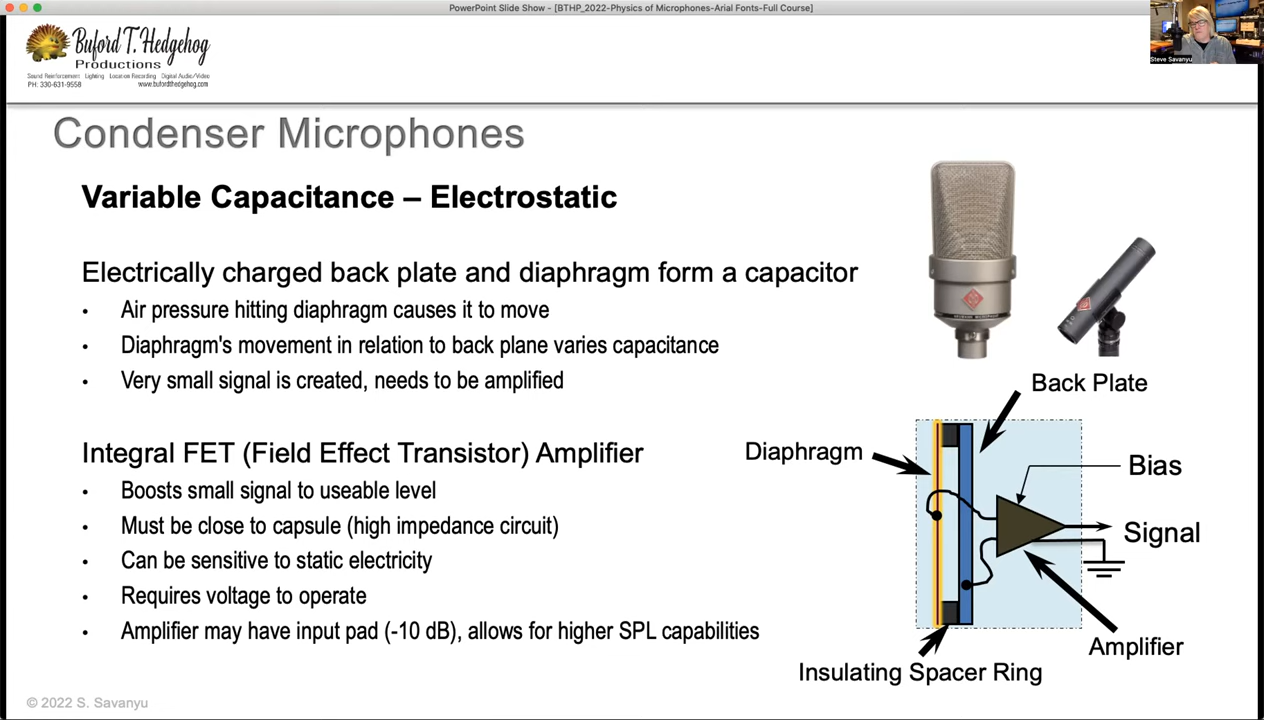 PowerPoint Slide Show - [BTHP_2022-Physics of Microphones-Arial Fonts-Full Course]
Buford T. Hedgehog
Productions
Sound Reinforcement Lighting Location Recording Digital Audio/Video
PH: 330-631-9558 www.bufordthedgehog.com
Steve Savanyu
Condenser Microphones
Variable Capacitance – Electrostatic
Electrically charged back plate and diaphragm form a capacitor
• Air pressure hitting diaphragm causes it to move
• Diaphragm's movement in relation to back plane varies capacitance
• Very small signal is created, needs to be amplified
Integral FET (Field Effect Transistor) Amplifier
• Boosts small signal to useable level
• Must be close to capsule (high impedance circuit)
• Can be sensitive to static electricity
• Requires voltage to operate
• Amplifier may have input pad (-10 dB), allows for higher SPL capabilities
Back Plate
Diaphragm
Bias
Signal
Amplifier
Insulating Spacer Ring
© 2022 S. Savanyu